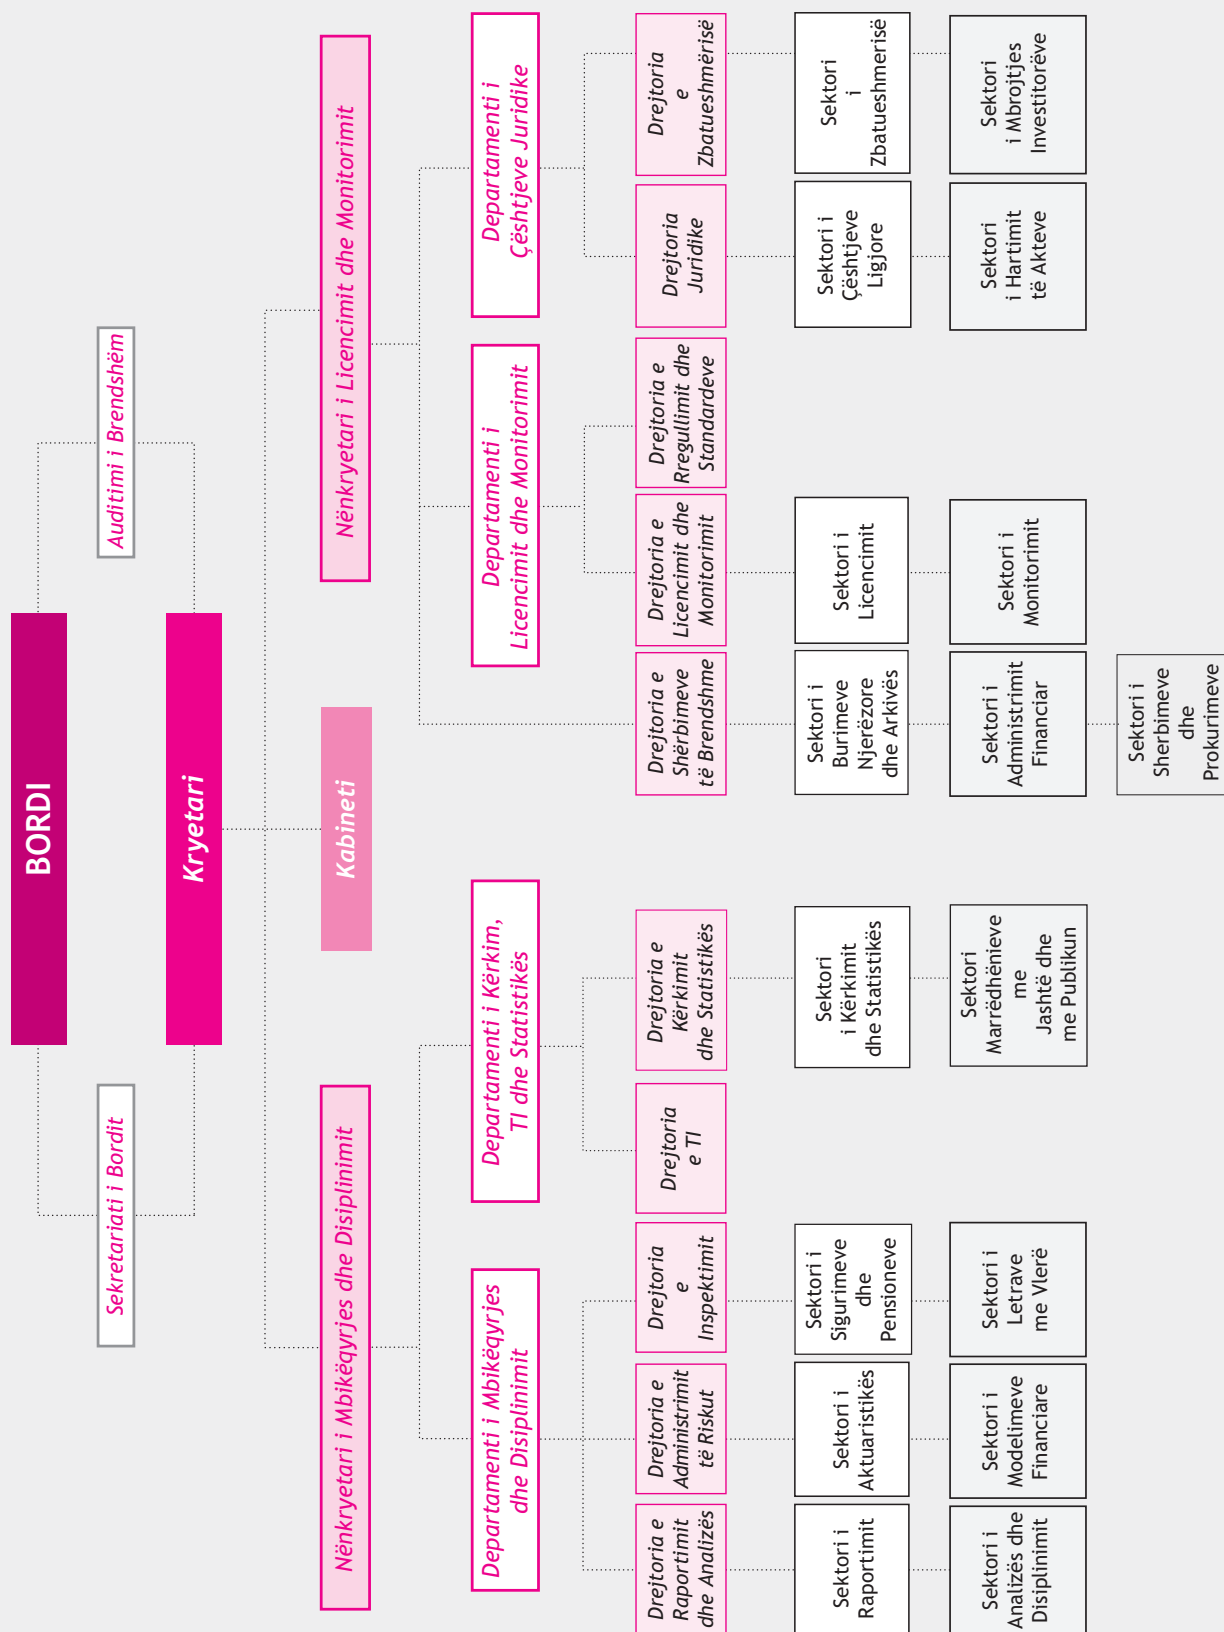 BORDI
Sekretariati i Bordit
Auditimi i Brendshëm
Kryetari
Nënkryetari i Mbikëqyrjes dhe Disiplinimit
Kabineti
Nënkryetari i Licencimit dhe Monitorimit
Departamenti i Mbikëqyrjes
dhe Disiplinimit
Departamenti i Kërkim,
TI dhe Statistikës
Departamenti i
Licencimit dhe Monitorimit
Departamenti i
Çështjeve Juridike
Drejtoria e
Raportimit
dhe Analizës
Drejtoria e
Administrimit
të Riskut
Drejtoria
e
Inspektimit
Drejtoria
e TI
Drejtoria e
Kërkimit
dhe Statistikës
Drejtoria e
Shërbimeve
të Brendshme
Drejtoria e
Licencimit dhe
Monitorimit
Drejtoria e
Rregullimit dhe
Standardeve
Drejtoria
Juridike
Drejtoria
e
Zbatueshmërisë
Sektori i
Raportimit
Sektori i
Aktuaristikës
Sektori i
Sigurimeve
dhe
Pensioneve
Sektori
i Kërkimit
dhe Statistikës
Sektori i
Burimeve
Njerëzore
dhe Arkivës
Sektori i
Licencimit
Sektori i
Çështjeve
Ligjore
Sektori
i
Zbatueshmerisë
Sektori i
Analizës dhe
Disiplinimit
Sektori i
Modelimeve
Financiare
Sektori i
Letrave
me Vlerë
Sektori
Marrëdhënieve
me
Jashtë dhe
me Publikun
Sektori i
Administrimit
Financiar
Sektori i
Monitorimit
Sektori
i Hartimit
të Akteve
Sektori
i Mbrojtjes
Investitorëve
Sektori i
Sherbimeve
dhe
Prokurimeve